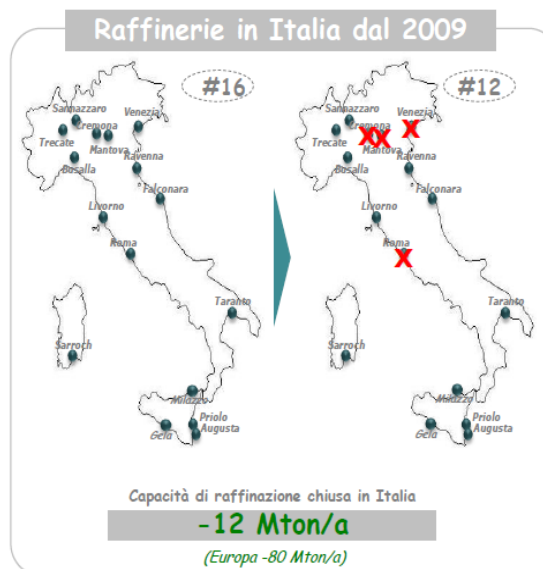 Raffinerie in Italia dal 2009
#16
Sannazzaro
Venezia
Cremona
Trecate
Mantova
Busalla
Ravenna
Falconara
Livorno
Roma
Taranto
Sarroch
Milazzo
Priolo
Augusta
Gela
#12
Sannazzaro
Venezia
Cremona
Trecate
Mantova
Busalla
Ravenna
Falconara
Livorno
Roma
Taranto
Sarroch
Milazzo
Priolo
Augusta
Gela
Capacità di raffinazione chiusa in Italia
-12 Mton/a
(Europa -80 Mton/a)